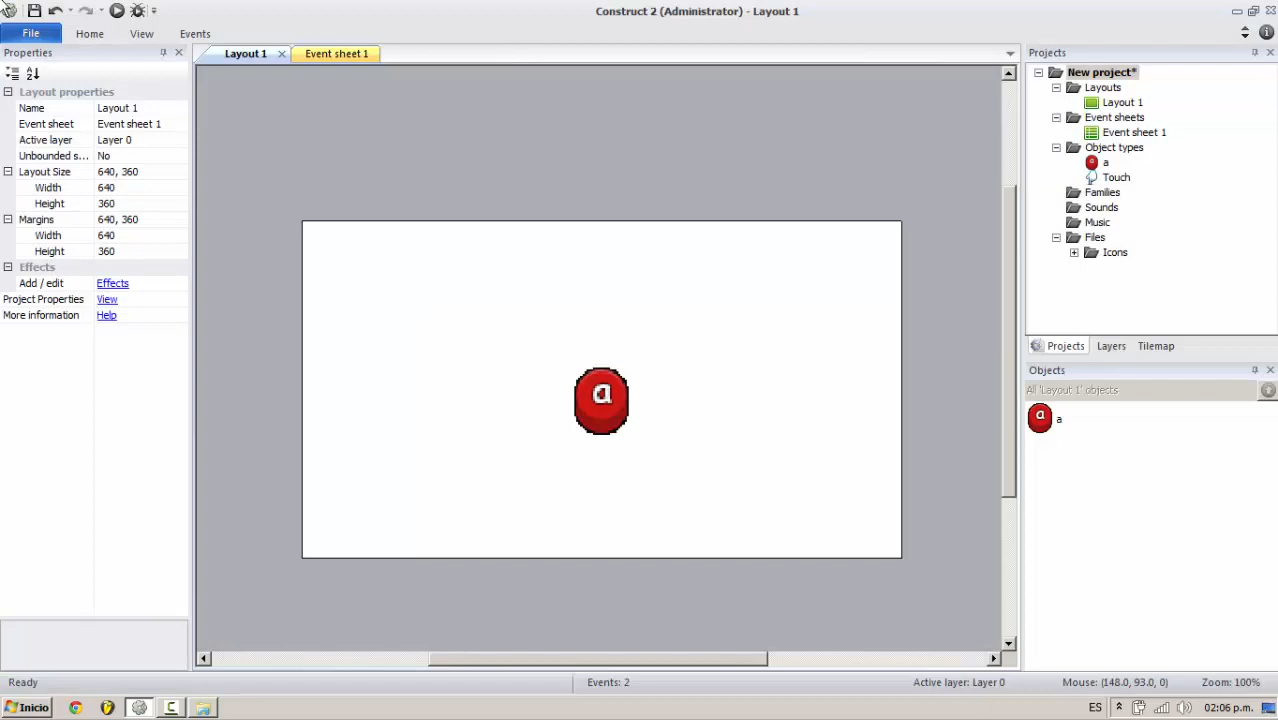 Construct 2 (Administrator) - Layout 1
File Home View Events
Properties
Layout 1
Event sheet 1
Projects
Layout properties
Name Layout 1
Event sheet Event sheet 1
Active layer Layer 0
Unbounded s... No
Layout Size 640, 360
Width 640
Height 360
Margins 640, 360
Width 640
Height 360
Effects
Add / edit Effects
Project Properties View
More information Help
a
New project*
Layouts
Layout 1
Event sheets
Event sheet 1
Object types
a
Touch
Families
Sounds
Music
Files
Icons
Projects Layers Tilemap
Objects
All 'Layout 1' objects
a
a
Ready
Events: 2
Active layer: Layer 0
Mouse: (148.0, 93.0, 0)
Zoom: 100%
Inicio
ES
02:06 p.m.